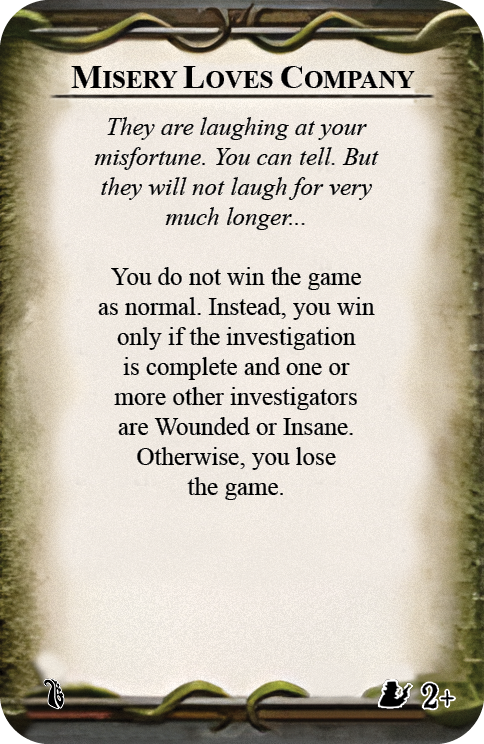 MISERY LOVES COMPANY
They are laughing at your
misfortune. You can tell. But
they will not laugh for very
much longer...
You do not win the game
as normal. Instead, you win
only if the investigation
is complete and one or
more other investigators
are Wounded or Insane.
Otherwise, you lose
the game.
2+